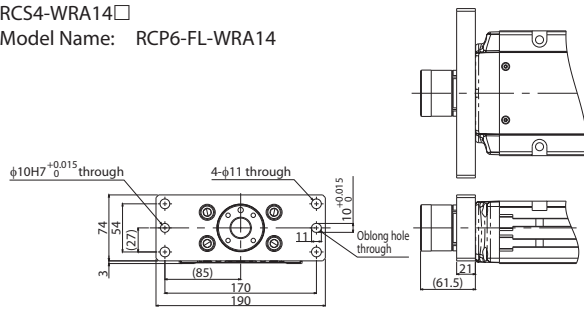 RCS4-WRA14□
Model Name: RCP6-FL-WRA14
φ10H7 +0.015 0 through
4-φ11 through
10 +0.015 0
74
54
(27)
3
11
Oblong hole
through
(85)
170
190
21
(61.5)